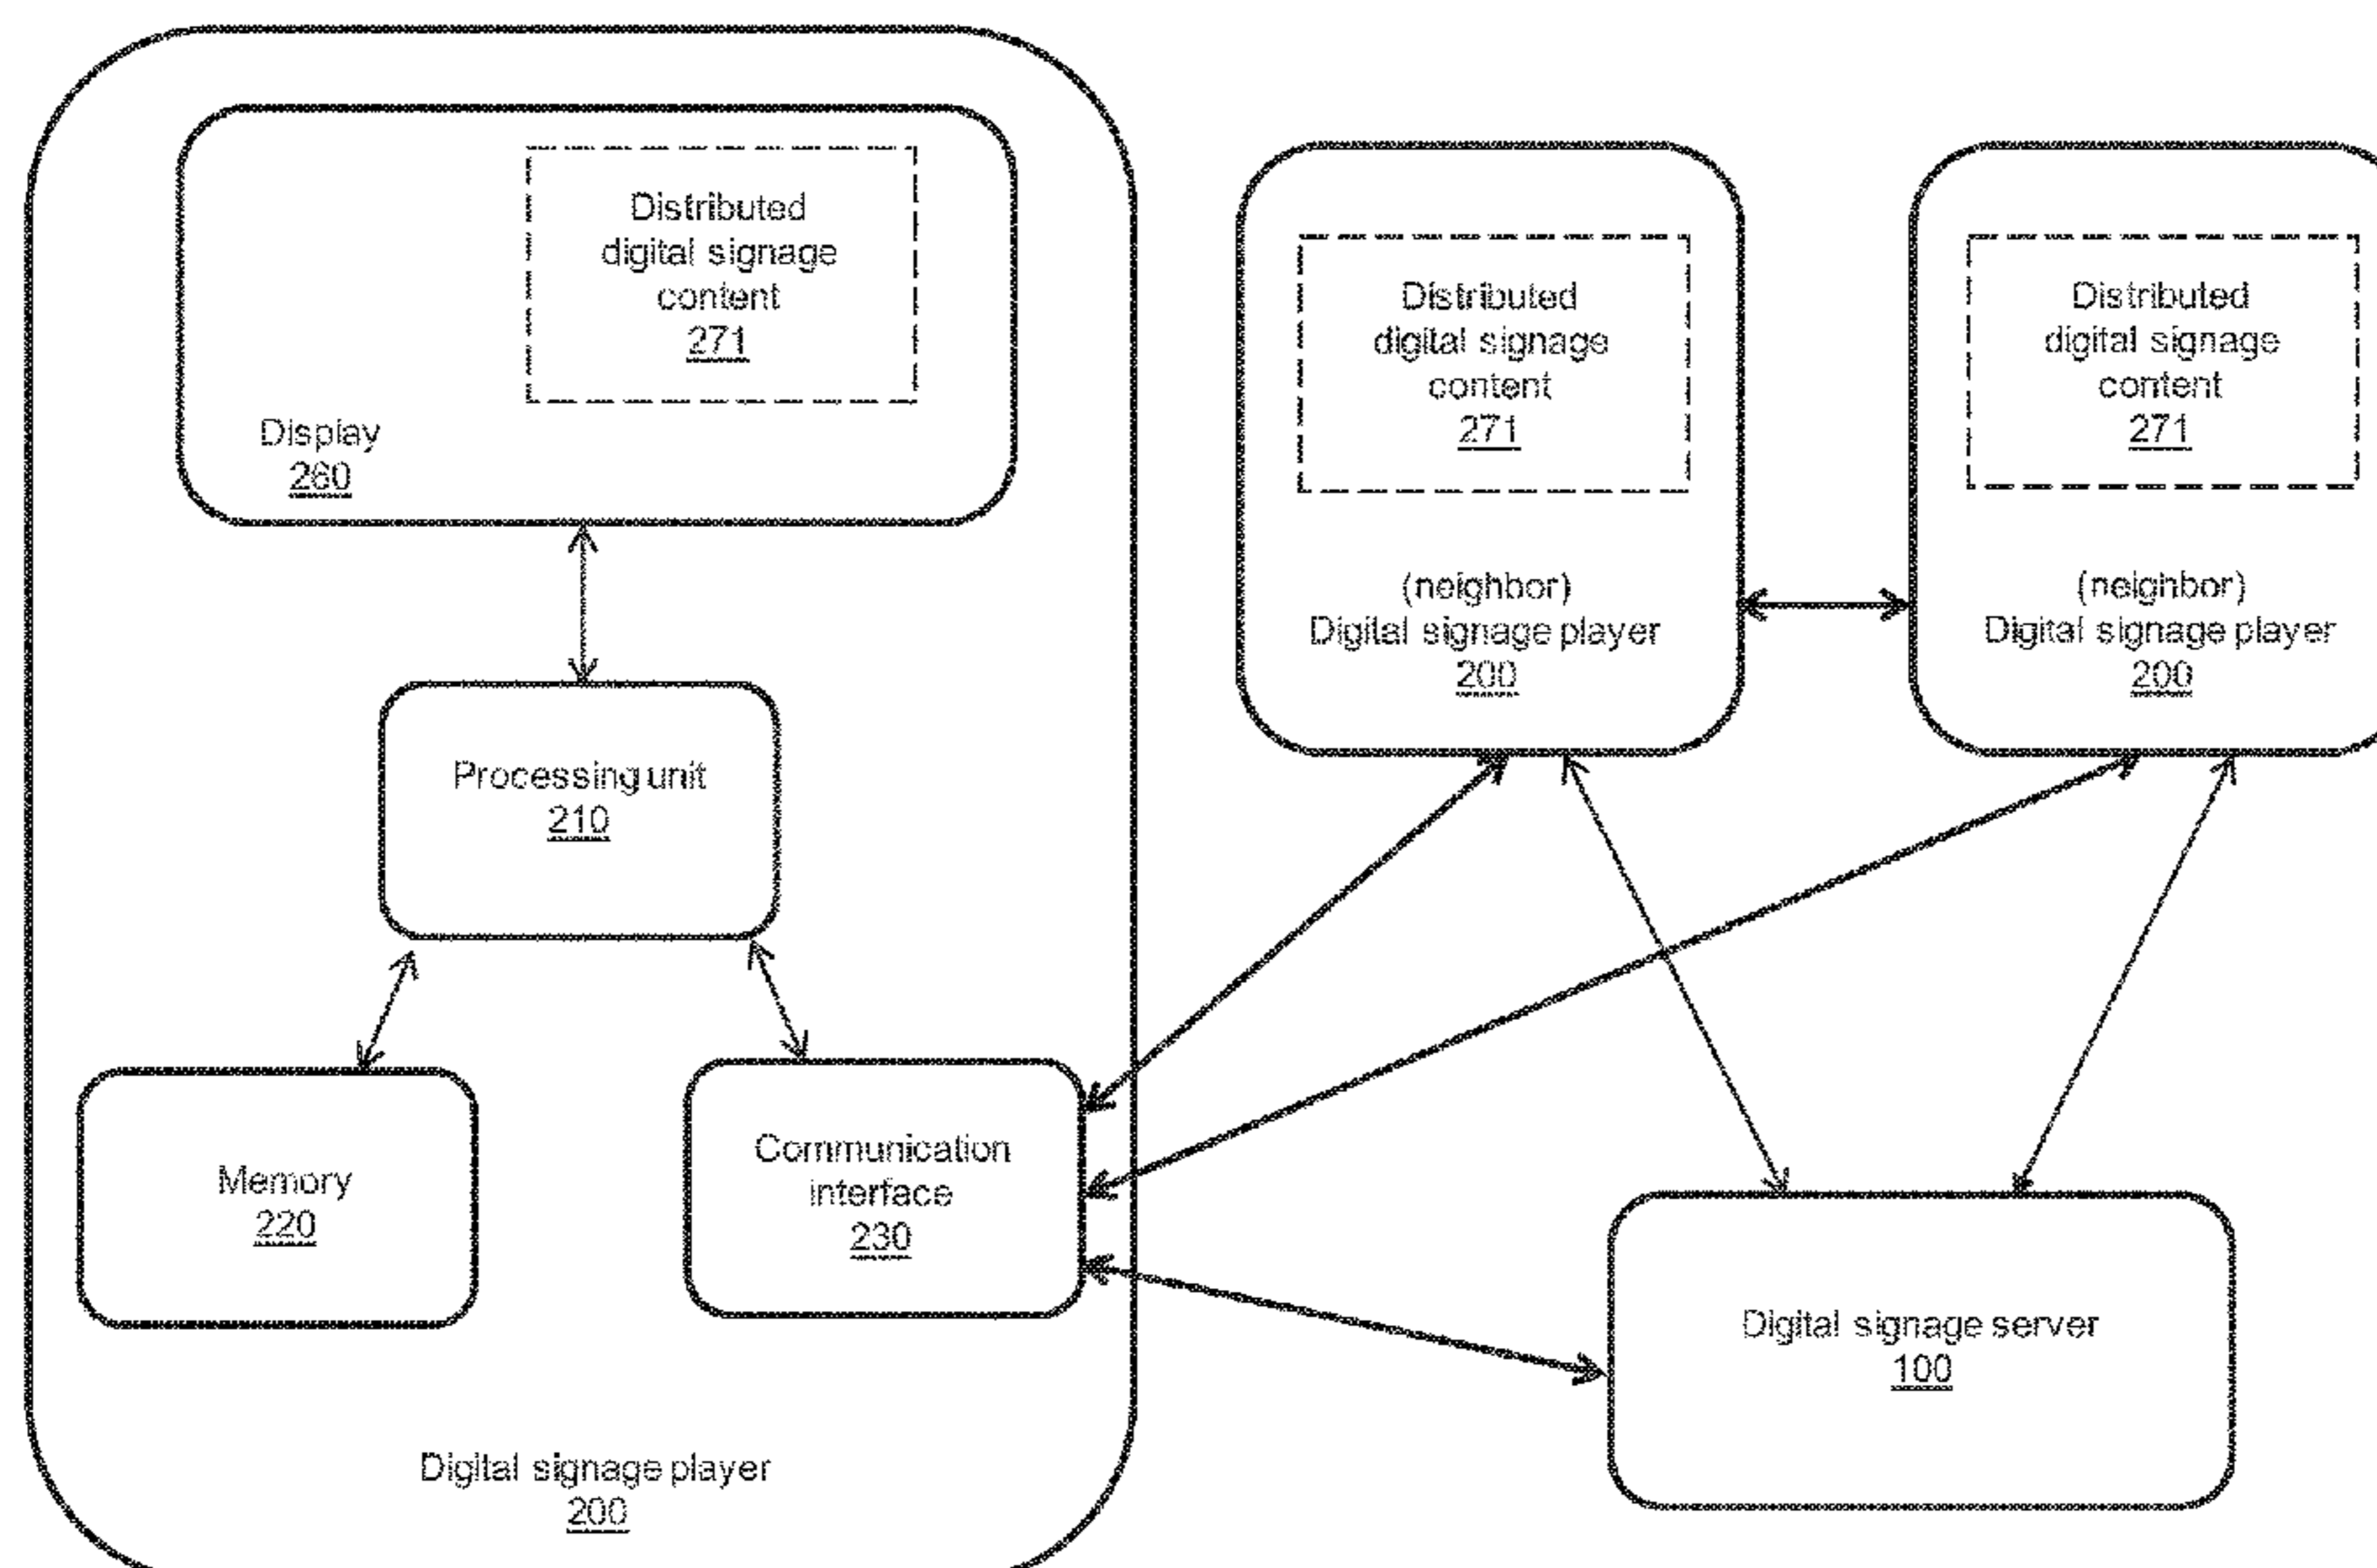 Distributed
digital signage
content
271
Display
260
Processing unit
210
Memory
220
Communication
interface
230
Digital signage player
200
Distributed
digital signage
content
271
(neighbor)
Digital signage player
200
Distributed
digital signage
content
271
(neighbor)
Digital signage player
200
Digital signage server
100